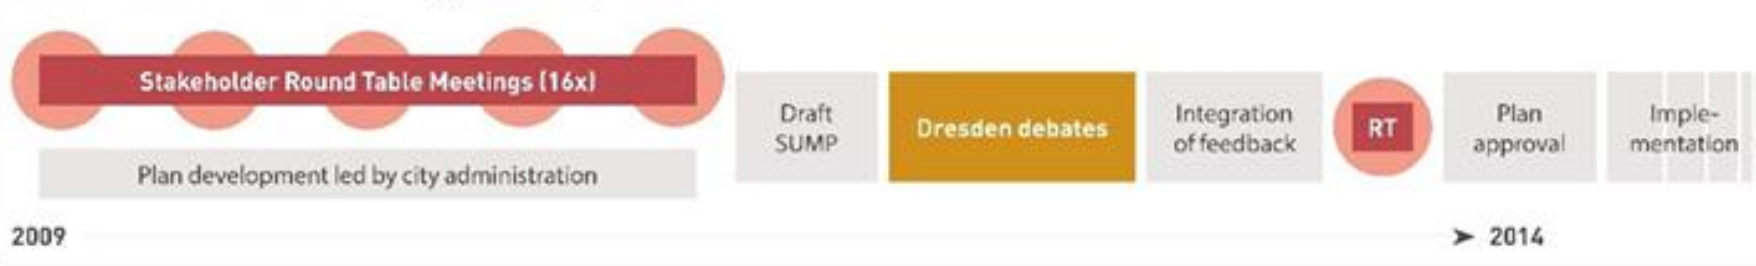 Stakeholder Round Table Meetings (16x)
Plan development led by city administration
Draft
SUMP
Dresden debates
Integration
of feedback
RT
Plan
approval
Imple-
mentation
2009
➤ 2014